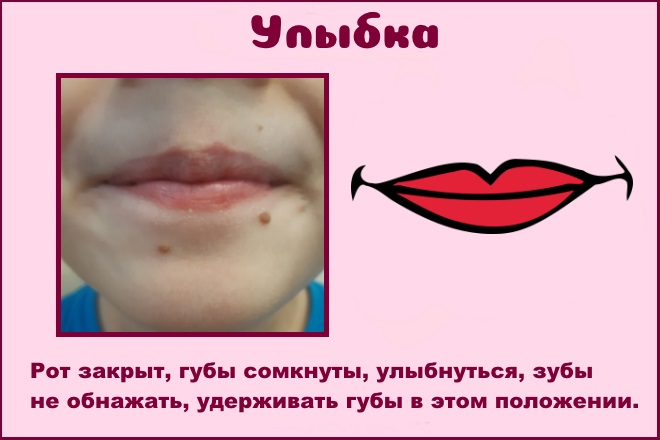 Улыбка
Рот закрыт, губы сомкнуты, улыбнуться, зубы
не обнажать, удерживать губы в этом положении.